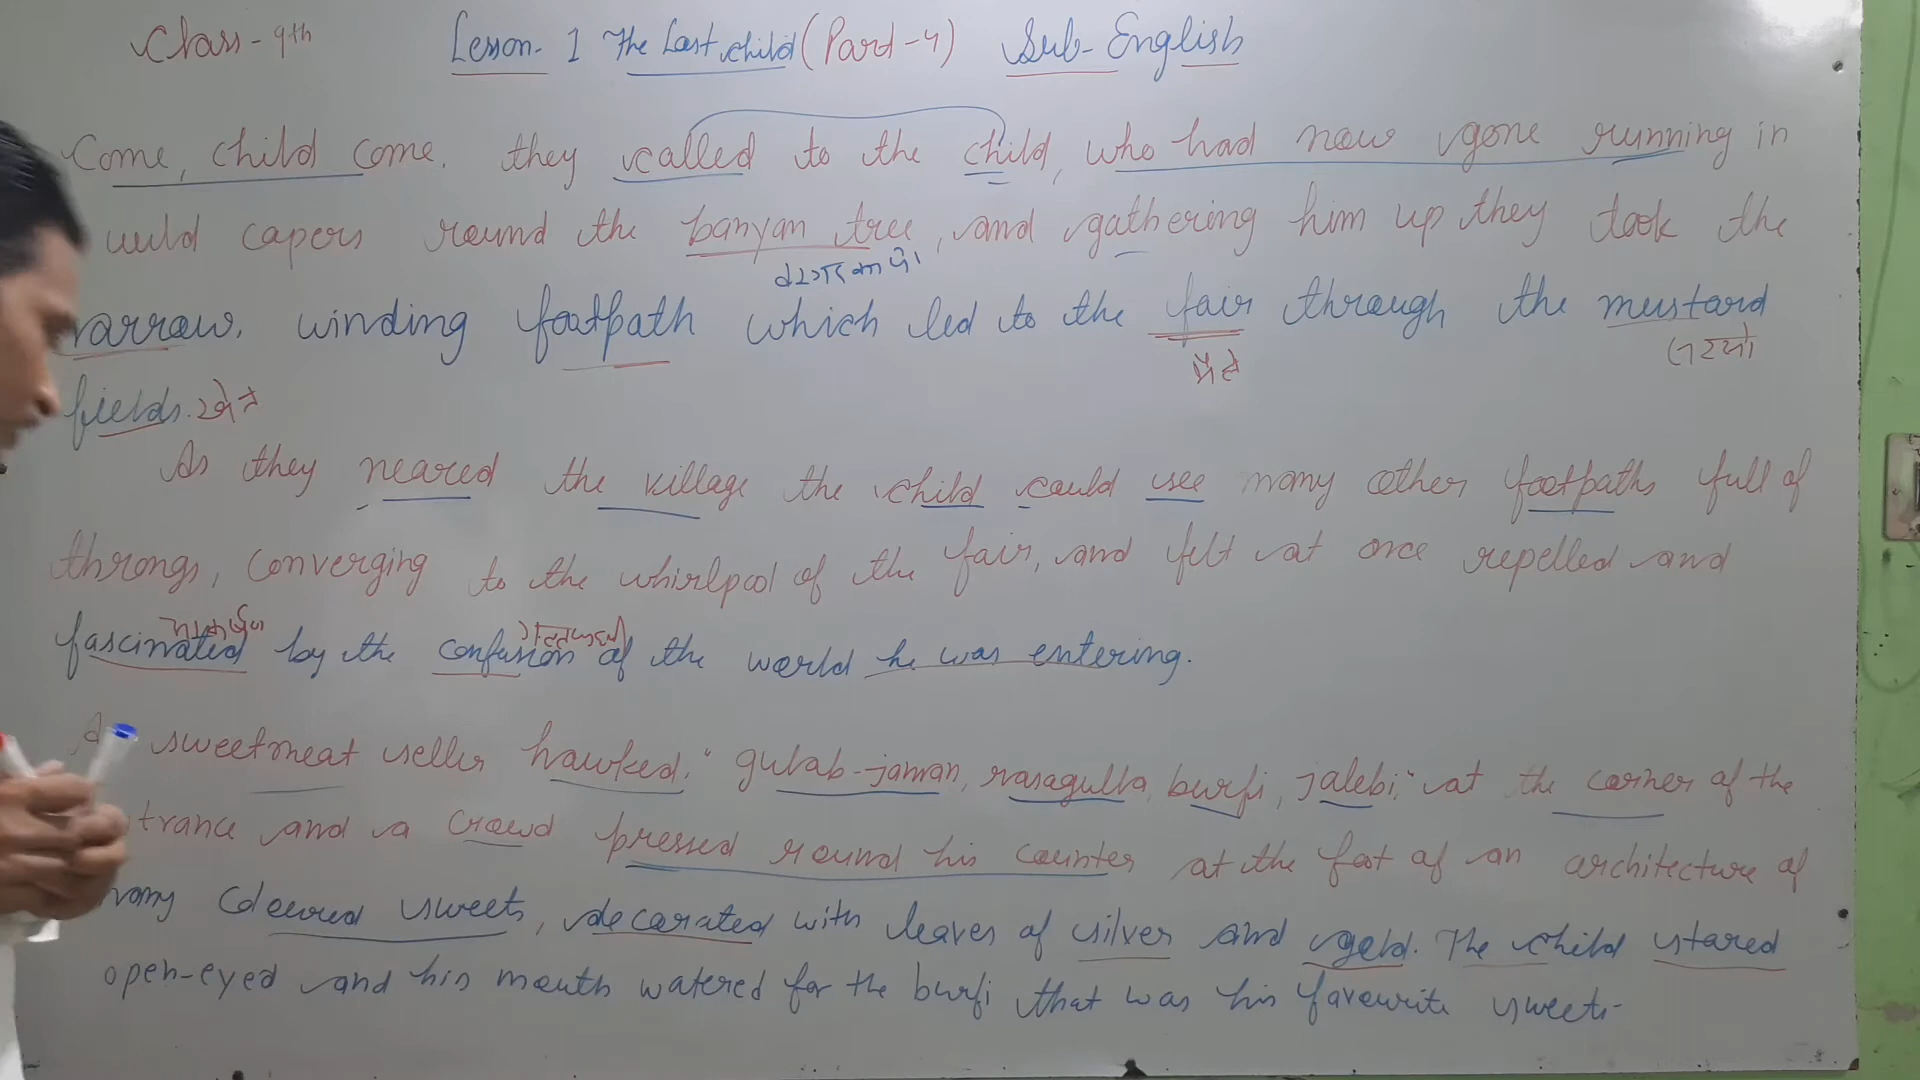 Class-9th Lesson-1 The Last child (Part-4) Sub-English
Come, child come. they called to the child, who had now gone running in
wild capers round the banyan tree, and gathering him up they took the
narrow, winding footpath which led to the fair through the mustard
fields. खेत
As they neared the village the child could see many other footpaths full of
throngs, converging to the whirlpool of the fair, and felt at once repelled and
fascinated by the confusion of the world he was entering.
A sweetmeat seller hawked, "gulab-jaman, rasagulla, burfi, jalebi," at the corner of the
trance and a crowd pressed round his counter at the foot of an architecture of
many coloured sweets, decorated with leaves of silver and gold. The child stared
open-eyed and his mouth watered for the burfi that was his favourite sweet.